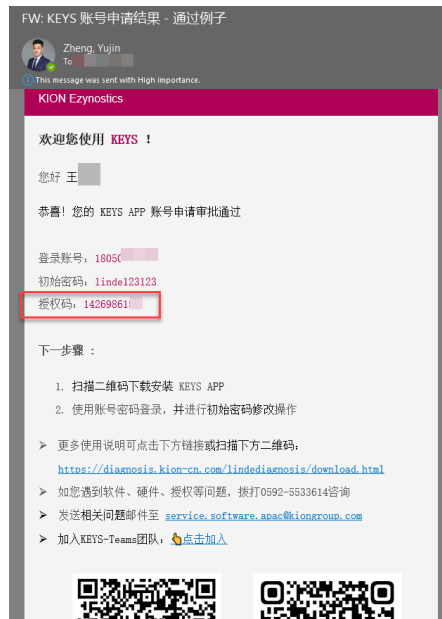 FW: KEYS 账号申请结果 - 通过例子
Zheng, Yujin
To
This message was sent with High importance.
KION Ezynostics
欢迎您使用 KEYS !
您好 王
恭喜! 您的 KEYS APP 账号申请审批通过
登录账号: 18050
初始密码: linde123123
授权码: 14269861
下一步骤 :
1. 扫描二维码下载安装 KEYS APP
2. 使用账号密码登录, 并进行初始密码修改操作
➢ 更多使用说明可点击下方链接或扫描下方二维码:
https://diagnosis.kion-cn.com/lindediagnosis/download.html
➢ 如您遇到软件、硬件、授权等问题, 拨打0592-5533614咨询
➢ 发送相关问题邮件至 service.software.apac@kiongroup.com
➢ 加入KEYS-Teams团队: 👆点击加入